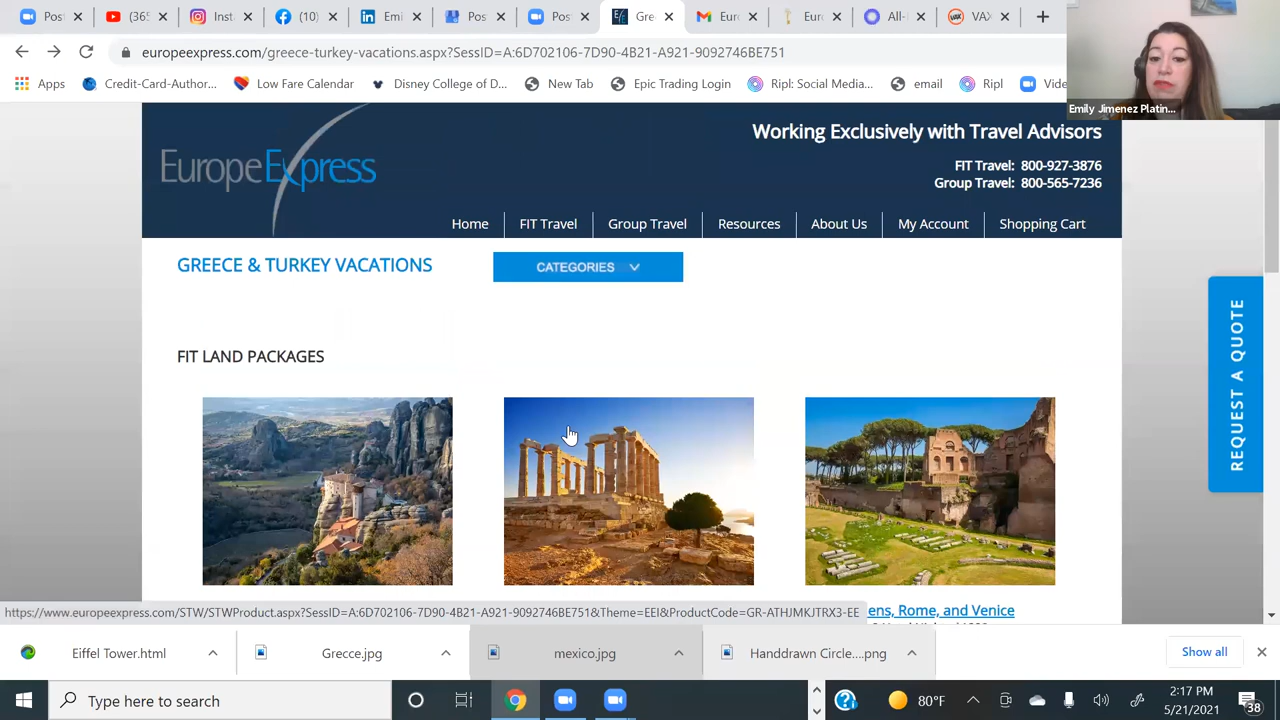 Post
(365
Inst
(10)
Emi
Pos
Pos
Gre
Eur
Eur
All-
VAX
europeexpress.com/greece-turkey-vacations.aspx?SessID=A:6D702106-7D90-4B21-A921-9092746BE751
Apps
Credit-Card-Author...
Low Fare Calendar
Disney College of D...
New Tab
Epic Trading Login
Ripl: Social Media...
email
Ripl
Vide
Emily Jimenez Platin...
EuropeExpress
Working Exclusively with Travel Advisors
FIT Travel: 800-927-3876
Group Travel: 800-565-7236
Home
FIT Travel
Group Travel
Resources
About Us
My Account
Shopping Cart
GREECE & TURKEY VACATIONS
CATEGORIES
REQUEST A QUOTE
FIT LAND PACKAGES
ens, Rome, and Venice
https://www.europeexpress.com/STW/STWProduct.aspx?SessID=A:6D702106-7D90-4B21-A921-9092746BE751&Theme=EEI&ProductCode=GR-ATHJMKJTRX3-EE
Eiffel Tower.html
Grecce.jpg
mexico.jpg
Handdrawn Circle....png
Show all
Type here to search
80°F
2:17 PM
5/21/2021
38